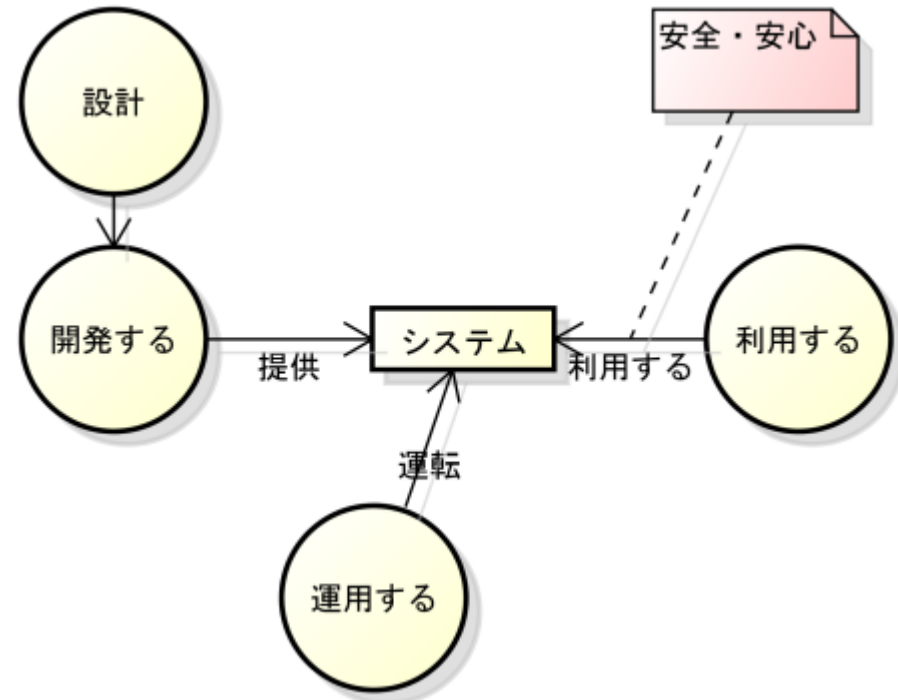 設計
安全・安心
開発する
提供
システム
利用する
利用する
運転
運用する